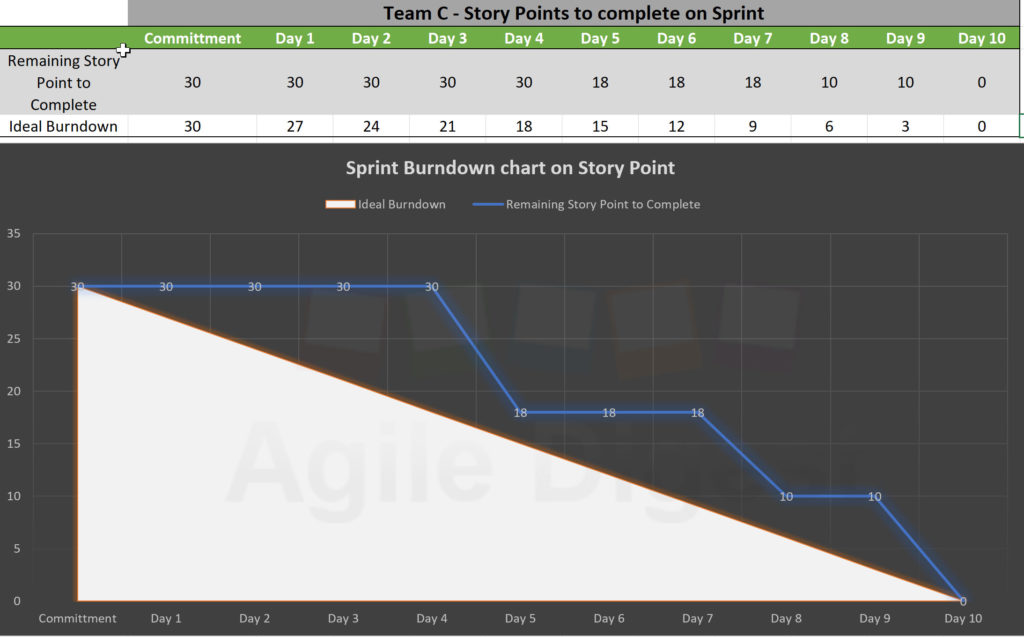 Team C - Story Points to complete on Sprint
Committment Day 1 Day 2 Day 3 Day 4 Day 5 Day 6 Day 7 Day 8 Day 9 Day 10
Remaining Story
Point to
Complete
30 30 30 30 30 18 18 18 10 10 0
Ideal Burndown 30 27 24 21 18 15 12 9 6 3 0
Sprint Burndown chart on Story Point
Ideal Burndown Remaining Story Point to Complete
35
30
25
20
15
10
5
0
30 30 30 30 30
18 18 18
10 10
0
Agile Digest
Committment Day 1 Day 2 Day 3 Day 4 Day 5 Day 6 Day 7 Day 8 Day 9 Day 10